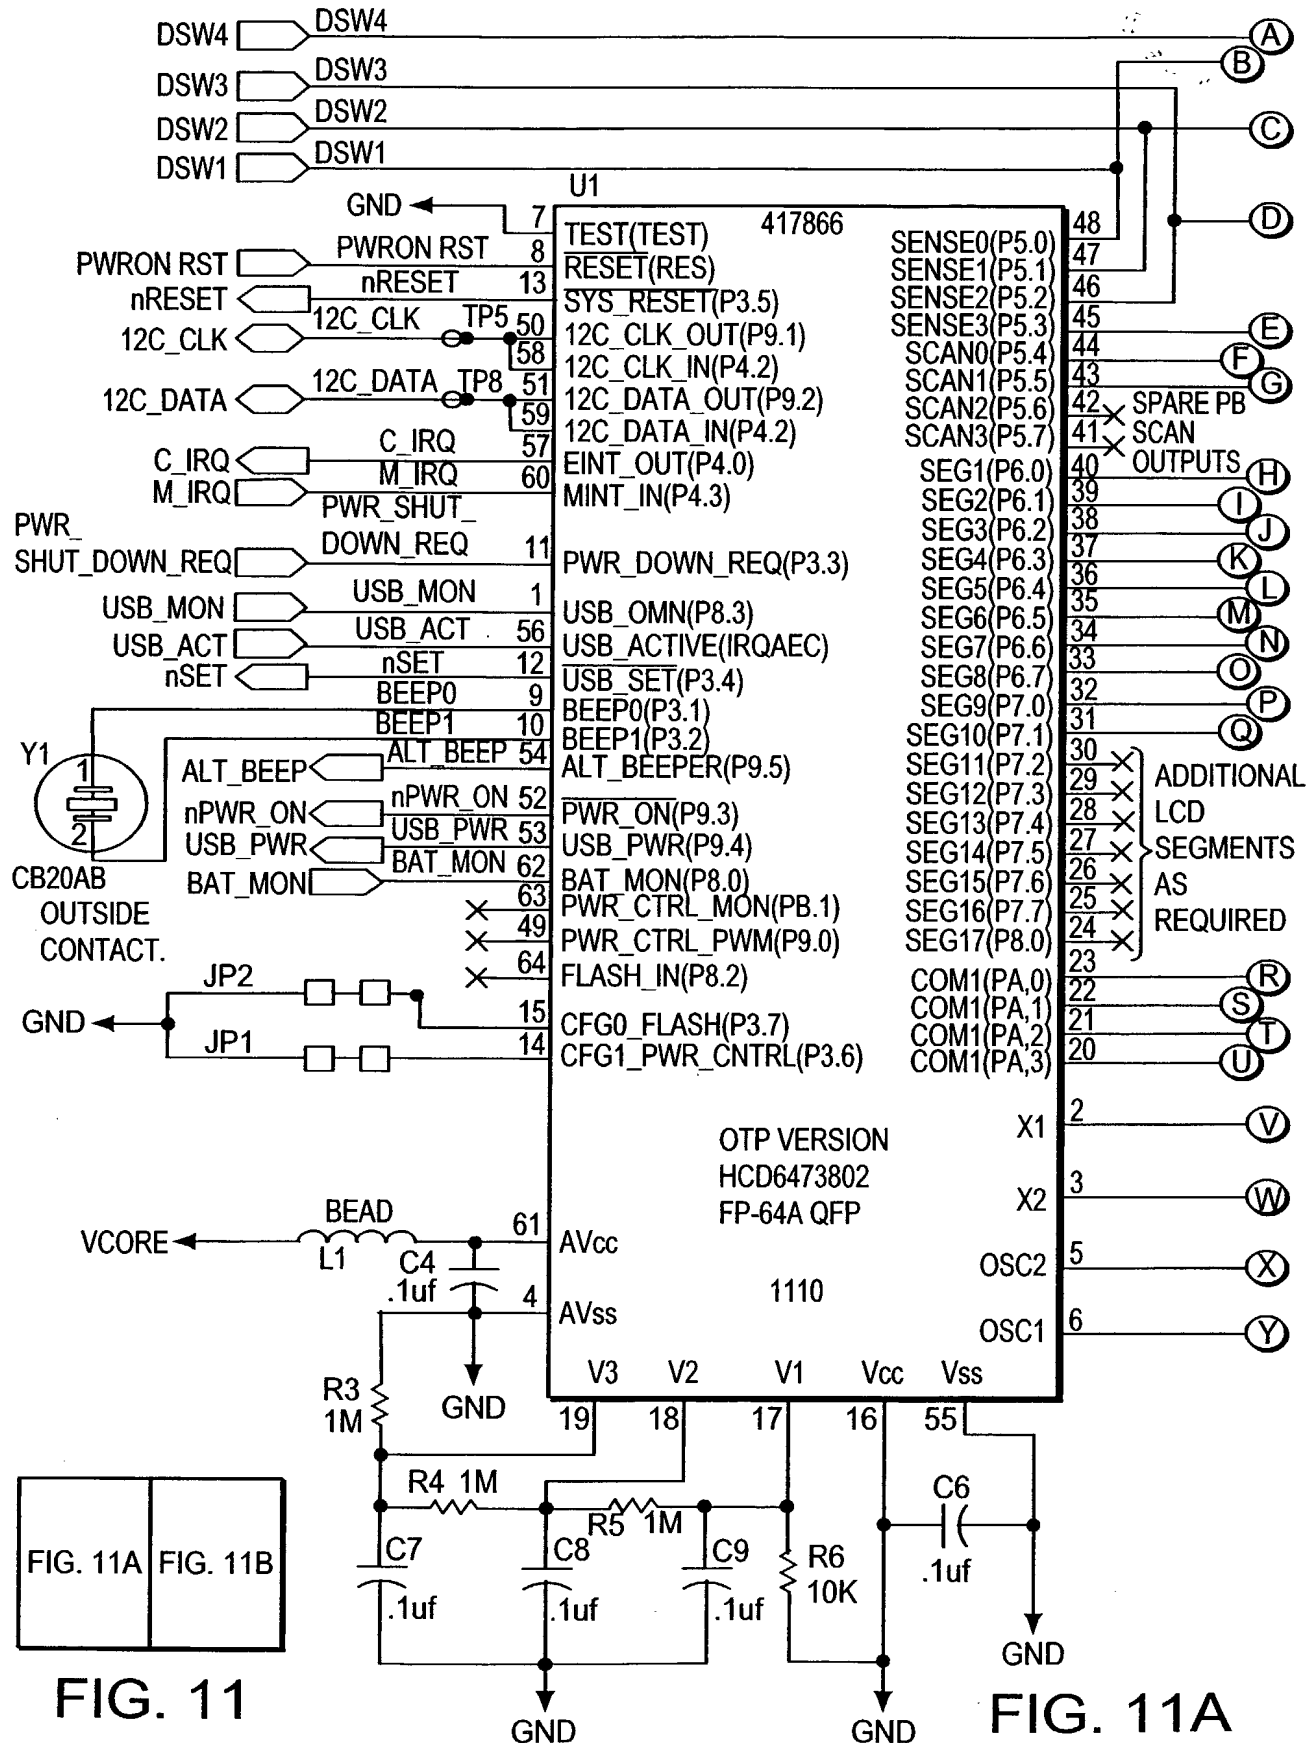 DSW4 DSW4 A
B
DSW3 DSW3
DSW2 DSW2 C
DSW1 DSW1
U1
417866
D
GND 7 TEST(TEST)
PWRON RST PWRON RST 8 RESET(RES)
nRESET nRESET 13 SYS_RESET(P3.5)
12C_CLK 12C_CLK TP5 50 12C_CLK_OUT(P9.1)
58 12C_CLK_IN(P4.2)
12C_DATA 12C_DATA TP8 51 12C_DATA_OUT(P9.2)
59 12C_DATA_IN(P4.2)
C_IRQ C_IRQ 57 EINT_OUT(P4.0)
M_IRQ M_IRQ 60 MINT_IN(P4.3)
PWR_
SHUT_DOWN_REQ
PWR_SHUT_
DOWN_REQ 11 PWR_DOWN_REQ(P3.3)
USB_MON USB_MON 1 USB_OMN(P8.3)
USB_ACT USB_ACT 56 USB_ACTIVE(IRQAEC)
nSET nSET 12 USB_SET(P3.4)
BEEP0 9 BEEP0(P3.1)
BEEP1 10 BEEP1(P3.2)
ALT_BEEP ALT_BEEP 54 ALT_BEEPER(P9.5)
nPWR_ON nPWR_ON 52 PWR_ON(P9.3)
USB_PWR USB_PWR 53 USB_PWR(P9.4)
BAT_MON BAT_MON 62 BAT_MON(P8.0)
63 PWR_CTRL_MON(PB.1)
49 PWR_CTRL_PWM(P9.0)
64 FLASH_IN(P8.2)
Y1
1
2
CB20AB
OUTSIDE
CONTACT.
JP2 15 CFG0_FLASH(P3.7)
GND
JP1 14 CFG1_PWR_CNTRL(P3.6)
SENSE0(P5.0) 48
SENSE1(P5.1) 47
SENSE2(P5.2) 46
SENSE3(P5.3) 45 E
SCAN0(P5.4) 44 F
SCAN1(P5.5) 43 G
SCAN2(P5.6) 42
SCAN3(P5.7) 41
SPARE PB
SCAN
OUTPUTS
SEG1(P6.0) 40 H
SEG2(P6.1) 39 I
SEG3(P6.2) 38 J
SEG4(P6.3) 37 K
SEG5(P6.4) 36 L
SEG6(P6.5) 35 M
SEG7(P6.6) 34 N
SEG8(P6.7) 33 O
SEG9(P7.0) 32 P
SEG10(P7.1) 31 Q
SEG11(P7.2) 30
SEG12(P7.3) 29
SEG13(P7.4) 28
SEG14(P7.5) 27
SEG15(P7.6) 26
SEG16(P7.7) 25
SEG17(P8.0) 24
ADDITIONAL
LCD
SEGMENTS
AS
REQUIRED
COM1(PA,0) 23 R
COM1(PA,1) 22 S
COM1(PA,2) 21 T
COM1(PA,3) 20 U
X1 2 V
X2 3 W
OSC2 5 X
OSC1 6 Y
OTP VERSION
HCD6473802
FP-64A QFP
1110
VCORE BEAD 61 AVcc
L1
C4
.1uf
4 AVss
GND
V3 V2 V1 Vcc Vss
19 18 17 16 55
R3
1M
R4 1M
R5 1M
C6
.1uf
C7
.1uf
C8
.1uf
C9
.1uf
R6
10K
GND
GND
GND
FIG. 11A FIG. 11B
FIG. 11
FIG. 11A